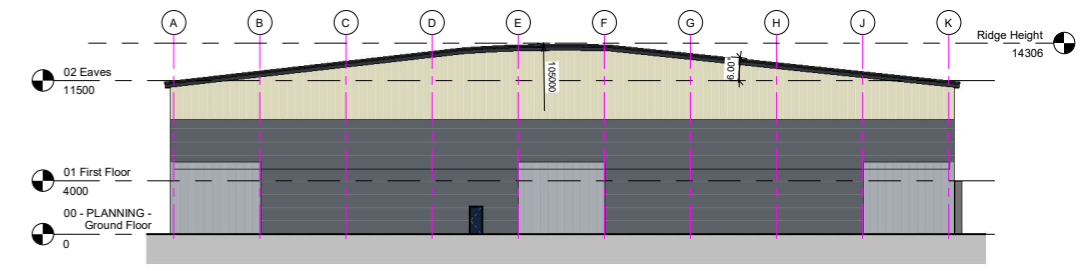 A B C D E F G H J K
Ridge Height
14306
02 Eaves
11500
105000
6.00°
01 First Floor
4000
00 - PLANNING -
Ground Floor
0